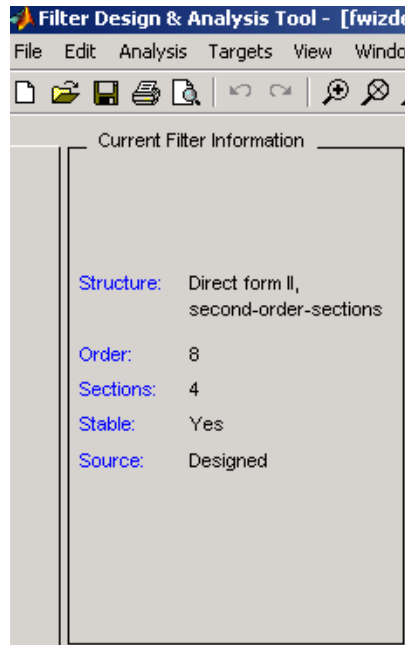 Filter Design & Analysis Tool - [fwizde
File Edit Analysis Targets View Windo
Current Filter Information
Structure: Direct form II,
second-order-sections
Order: 8
Sections: 4
Stable: Yes
Source: Designed